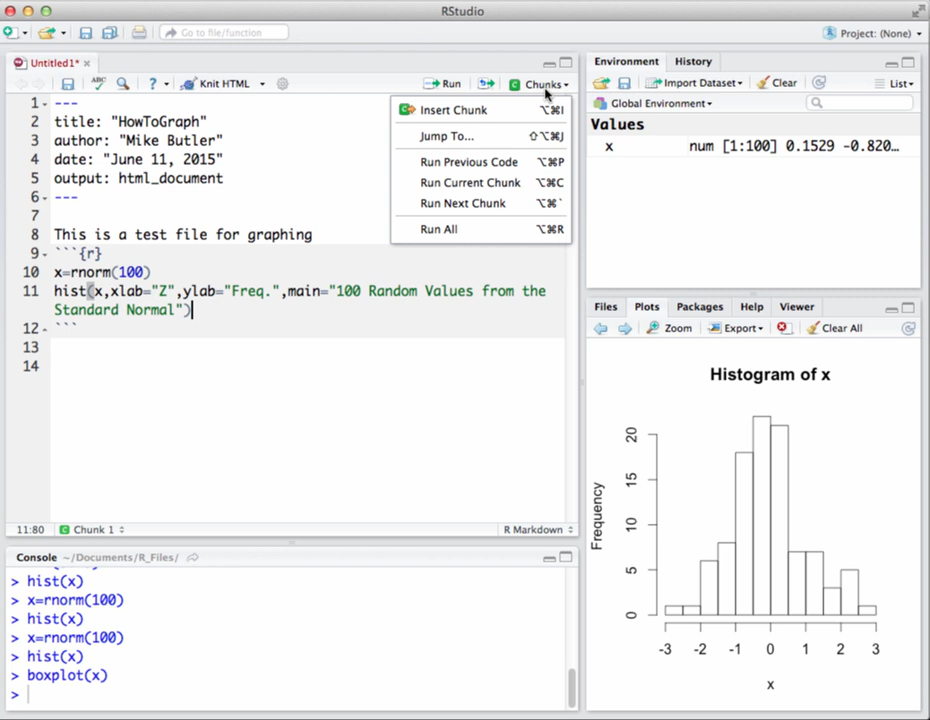 RStudio
Go to file/function
Project: (None)
Untitled1*
ABC
?
Knit HTML
Run
Chunks
Insert Chunk ⌥⌘I
Jump To... ⇧⌥⌘J
Run Previous Code ⌥⌘P
Run Current Chunk ⌥⌘C
Run Next Chunk ⌥⌘`
Run All ⌥⌘R
1 ---
2 title: "HowToGraph"
3 author: "Mike Butler"
4 date: "June 11, 2015"
5 output: html_document
6 ---
7
8 This is a test file for graphing
9 ```{r}
10 x=rnorm(100)
11 hist(x,xlab="Z",ylab="Freq.",main="100 Random Values from the
Standard Normal")
12 ```
13
14
11:80 C Chunk 1 R Markdown
Console ~/Documents/R_Files/
> hist(x)
> x=rnorm(100)
> hist(x)
> x=rnorm(100)
> hist(x)
> boxplot(x)
>
Environment History
Import Dataset Clear List
Global Environment
Values
x num [1:100] 0.1529 -0.820…
Files Plots Packages Help Viewer
Zoom Export Clear All
Histogram of x
Frequency
20
15
10
5
0
-3 -2 -1 0 1 2 3
x